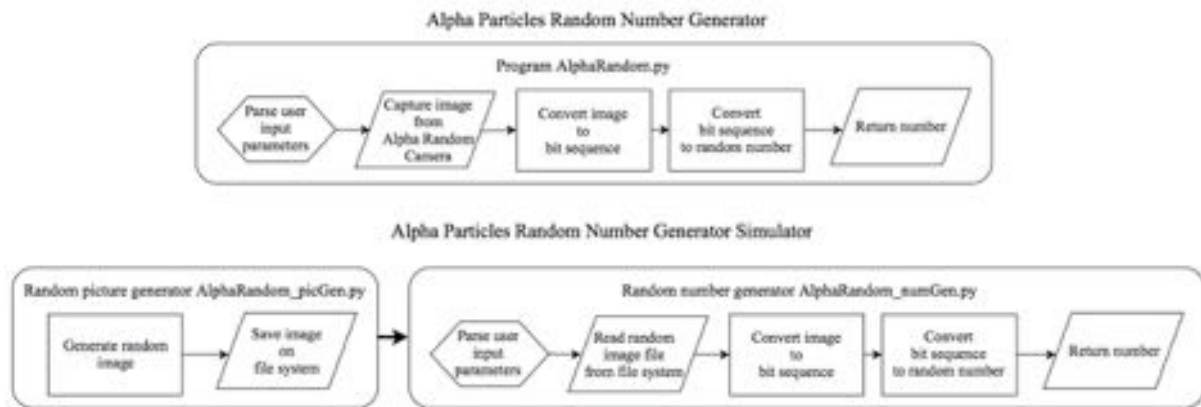 Alpha Particles Random Number Generator
Program AlphaRandom.py
Parse user
input
parameters
Capture image
from
Alpha Random
Camera
Convert image
to
bit sequence
Convert
bit sequence
to random number
Return number
Alpha Particles Random Number Generator Simulator
Random picture generator AlphaRandom_picGen.py
Generate random
image
Save image
on
file system
Random number generator AlphaRandom_numGen.py
Parse user
input
parameters
Read random
image file
from file system
Convert image
to
bit sequence
Convert
bit sequence
to random number
Return number